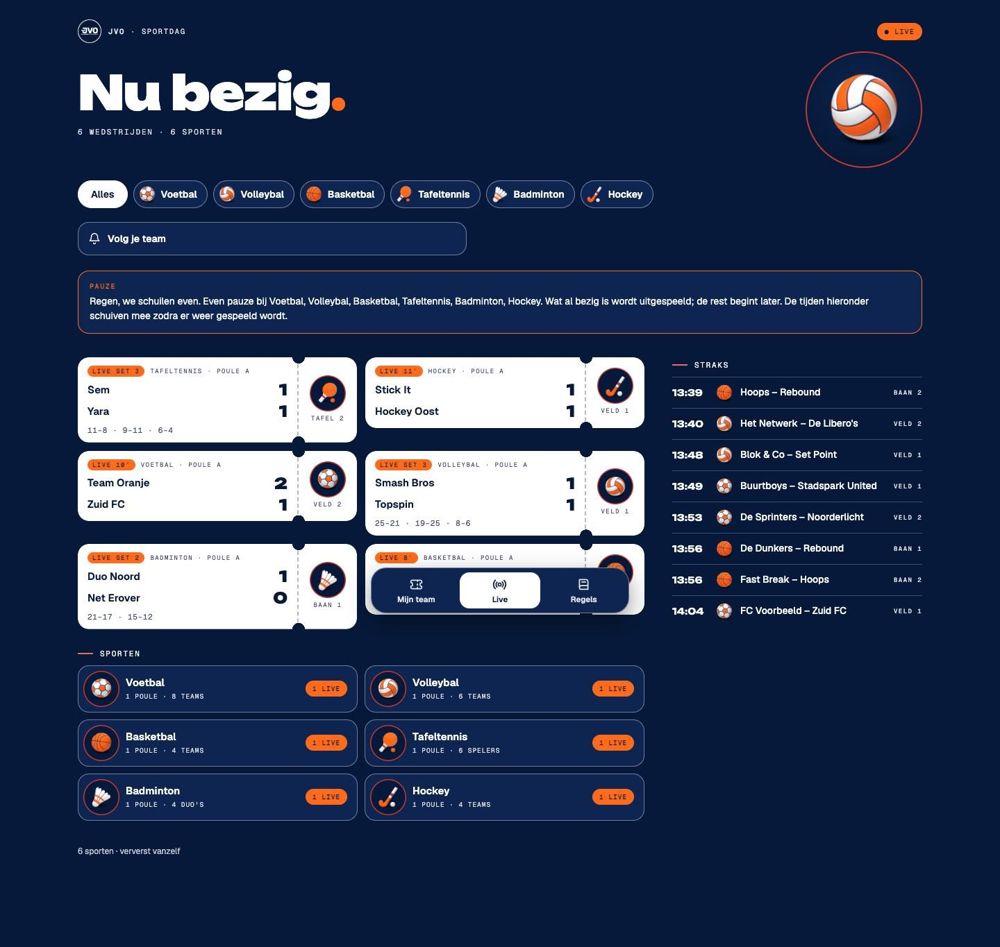 JVO JVO · SPORTDAG
LIVE
Nu bezig.
6 WEDSTRIJDEN · 6 SPORTEN
Alles
Voetbal
Volleybal
Basketbal
Tafeltennis
Badminton
Hockey
Volg je team
PAUZE
Regen, we schuilen even. Even pauze bij Voetbal, Volleybal, Basketbal, Tafeltennis, Badminton, Hockey. Wat al bezig is wordt uitgespeeld; de rest begint later. De tijden hieronder
schuiven mee zodra er weer gespeeld wordt.
LIVE SET 3 TAFELTENNIS · POULE A
Sem 1
Yara 1
11-8 · 9-11 · 6-4
TAFEL 2
LIVE 11' HOCKEY · POULE A
Stick It 1
Hockey Oost 1
VELD 1
LIVE 10' VOETBAL · POULE A
Team Oranje 2
Zuid FC 1
VELD 2
LIVE SET 3 VOLLEYBAL · POULE A
Smash Bros 1
Topspin 1
25-21 · 19-25 · 8-6
VELD 1
LIVE SET 2 BADMINTON · POULE A
Duo Noord 1
Net Erover 0
21-17 · 15-12
BAAN 1
LIVE 8' BASKETBAL · POULE A
Mijn team
Live
Regels
STRAKS
13:39 Hoops – Rebound BAAN 2
13:40 Het Netwerk – De Libero's VELD 2
13:48 Blok & Co – Set Point VELD 1
13:49 Buurtboys – Stadspark United VELD 1
13:53 De Sprinters – Noorderlicht VELD 2
13:56 De Dunkers – Rebound BAAN 1
13:56 Fast Break – Hoops BAAN 2
14:04 FC Voorbeeld – Zuid FC VELD 1
SPORTEN
Voetbal
1 POULE · 8 TEAMS
1 LIVE
Volleybal
1 POULE · 6 TEAMS
1 LIVE
Basketbal
1 POULE · 4 TEAMS
1 LIVE
Tafeltennis
1 POULE · 6 SPELERS
1 LIVE
Badminton
1 POULE · 4 DUO'S
1 LIVE
Hockey
1 POULE · 4 TEAMS
1 LIVE
6 sporten · ververst vanzelf